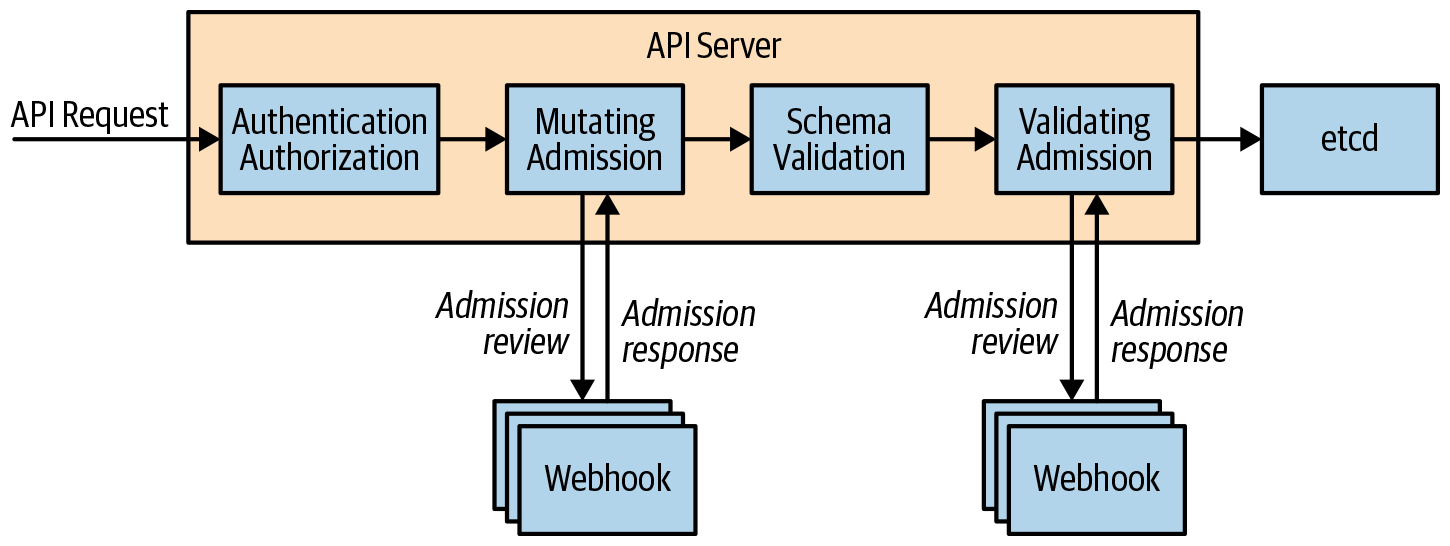 API Server
API Request
Authentication
Authorization
Mutating
Admission
Schema
Validation
Validating
Admission
etcd
Admission
review
Admission
response
Admission
review
Admission
response
Webhook
Webhook